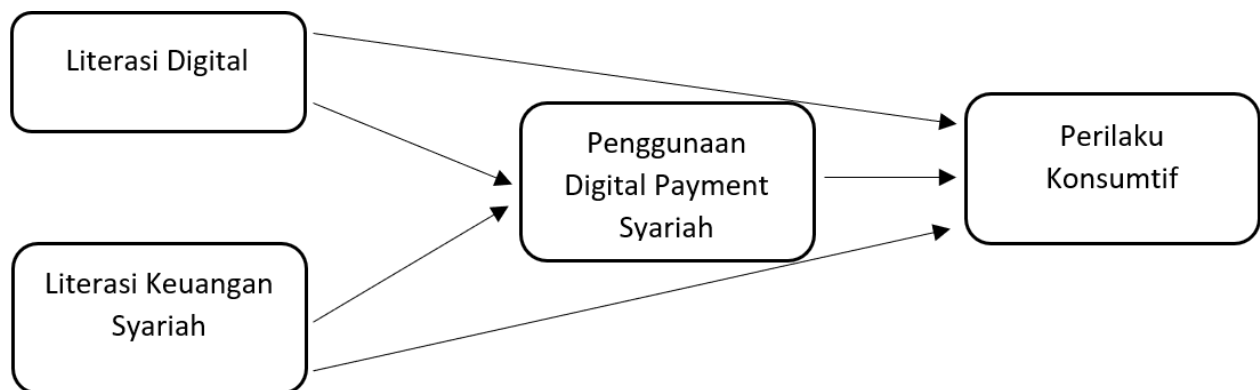 Literasi Digital
Penggunaan
Digital Payment
Syariah
Perilaku
Konsumtif
Literasi Keuangan
Syariah